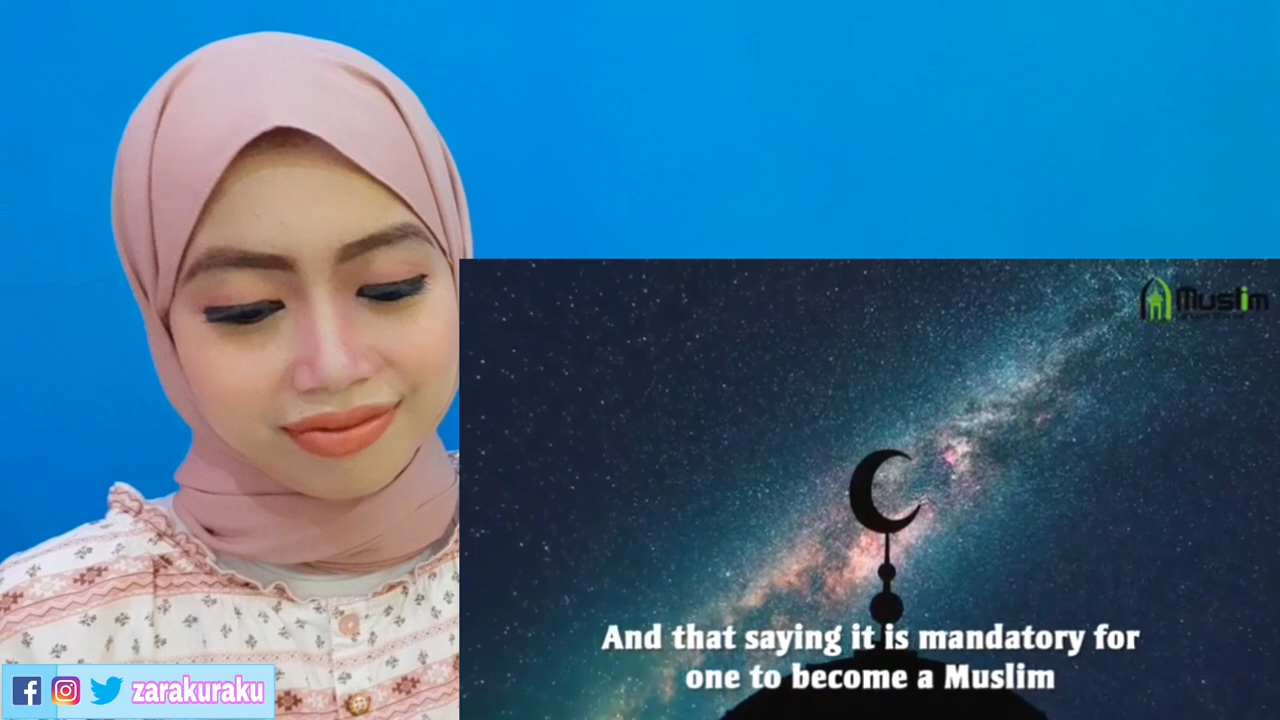 Muslim
And that saying it is mandatory for
one to become a Muslim
zarakuraku